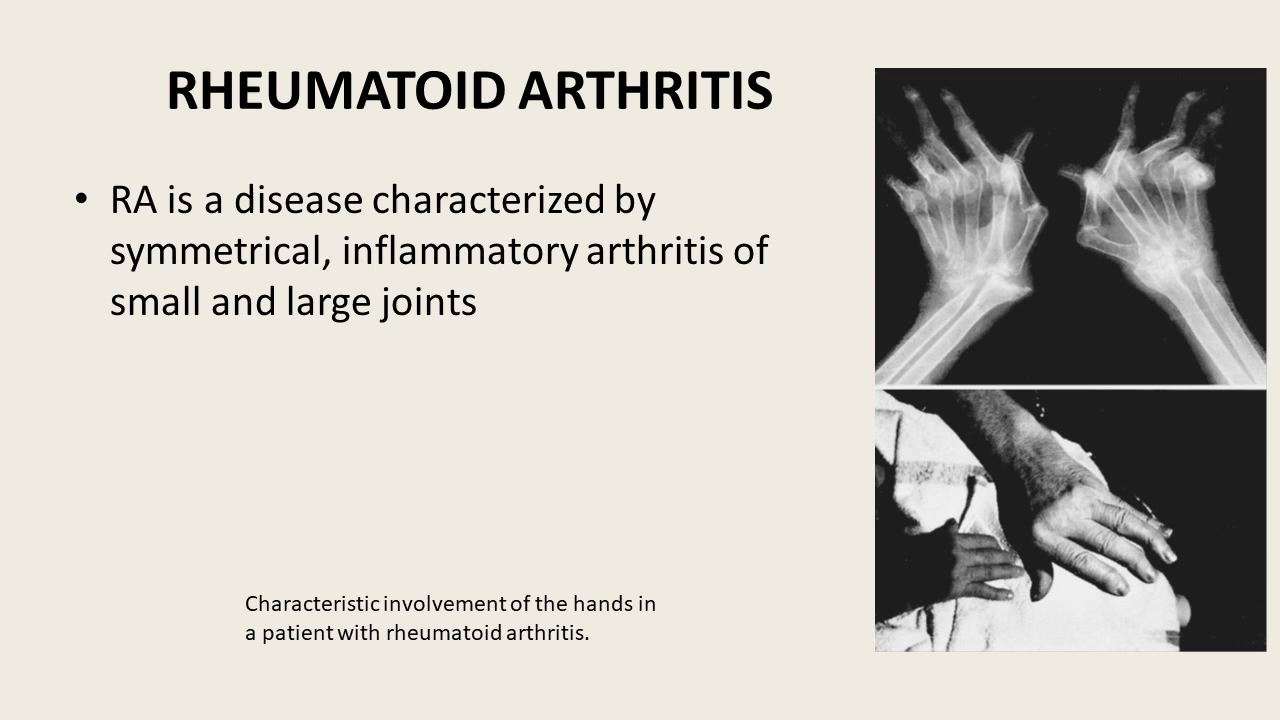 RHEUMATOID ARTHRITIS
• RA is a disease characterized by
symmetrical, inflammatory arthritis of
small and large joints
Characteristic involvement of the hands in
a patient with rheumatoid arthritis.